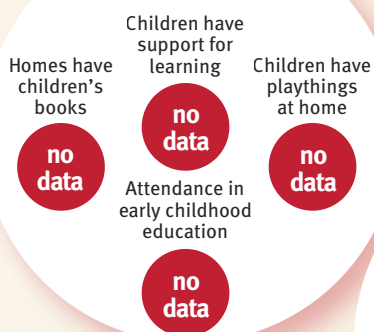 Children have
support for
learning
no
data
Homes have
children’s
books
no
data
Children have
playthings
at home
no
data
Attendance in
early childhood
education
no
data